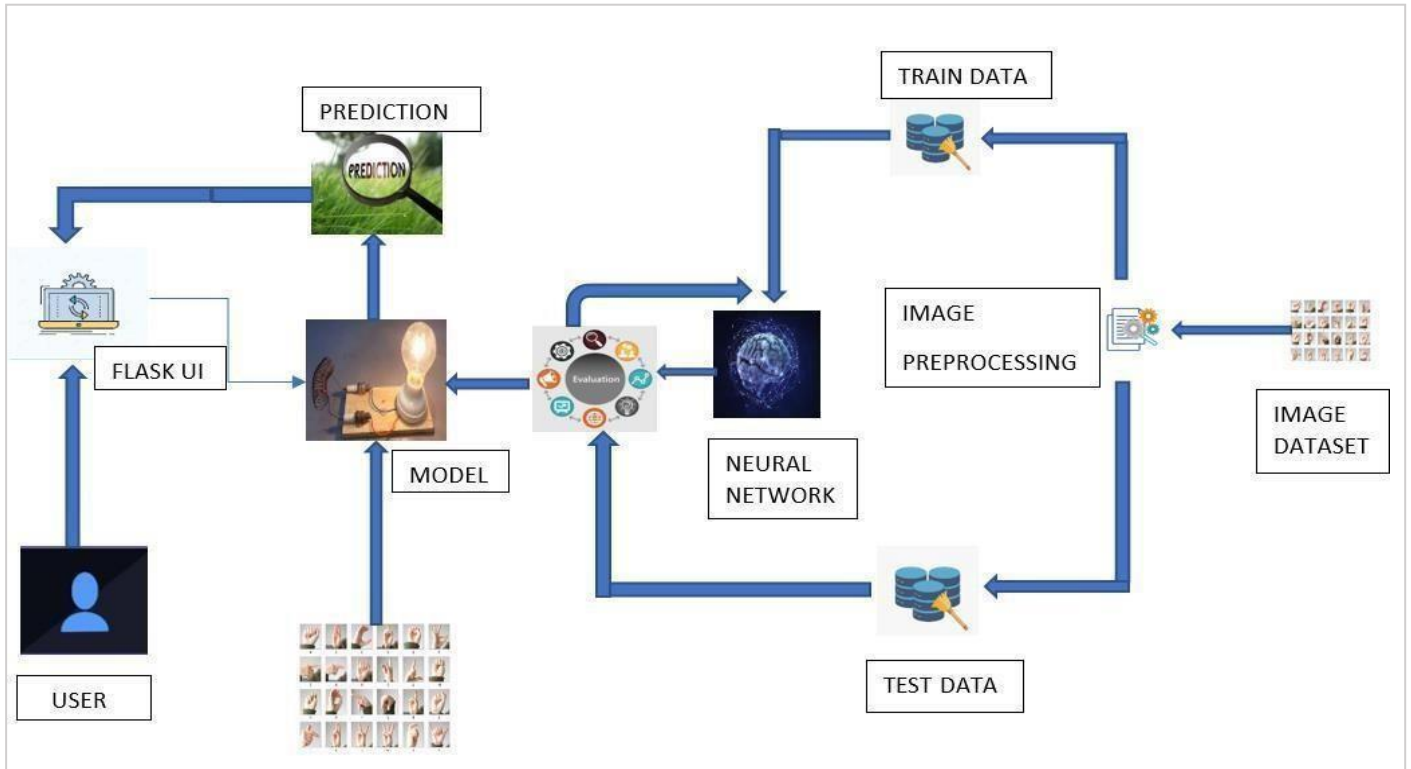 TRAIN DATA
PREDICTION
PREDICTION
IMAGE
PREPROCESSING
FLASK UI
Evaluation
IMAGE
DATASET
MODEL
NEURAL
NETWORK
TEST DATA
USER